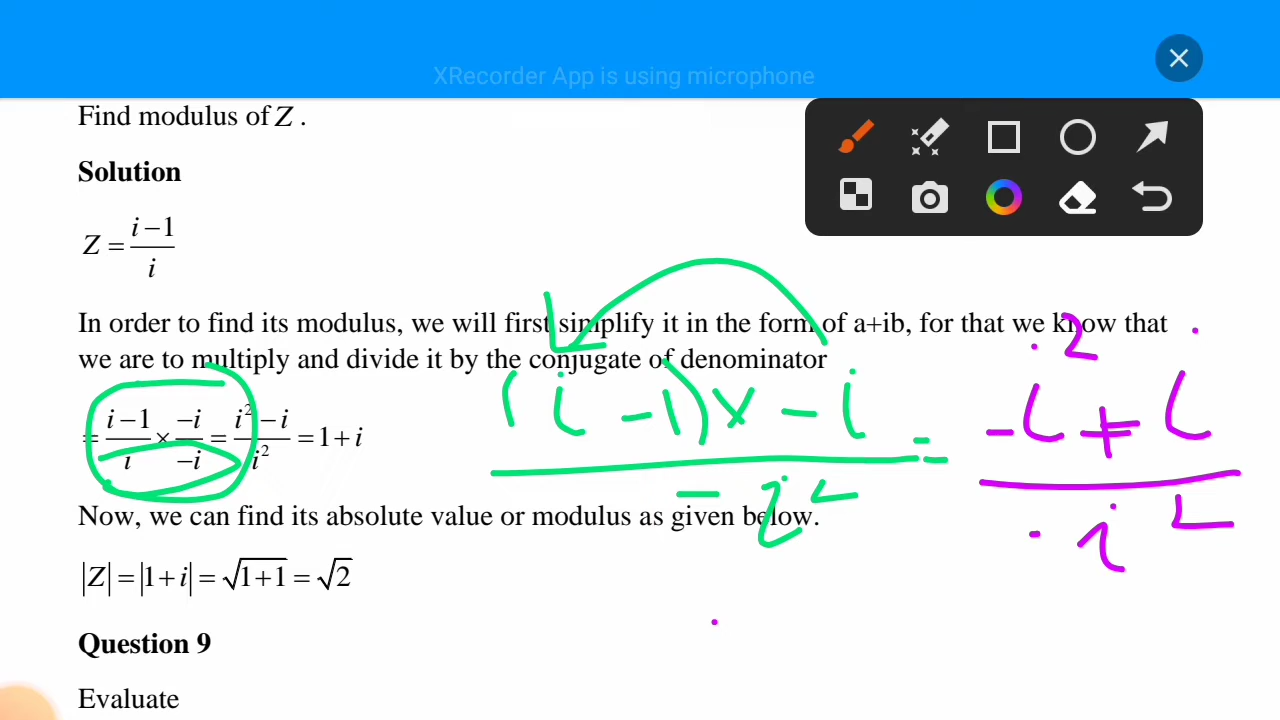 XRecorder App is using microphone
Find modulus of Z .
Solution
Z = (i−1)/i
In order to find its modulus, we will first simplify it in the form of a+ib, for that we know that
we are to multiply and divide it by the conjugate of denominator
= (i−1)/i × (−i)/(−i) = (i²−i)/i² = 1+i
((i −1) x −i)/(−i²) = (−i² + i)/(−i²)
Now, we can find its absolute value or modulus as given below.
|Z| = |1+i| = √(1+1) = √2
Question 9
Evaluate